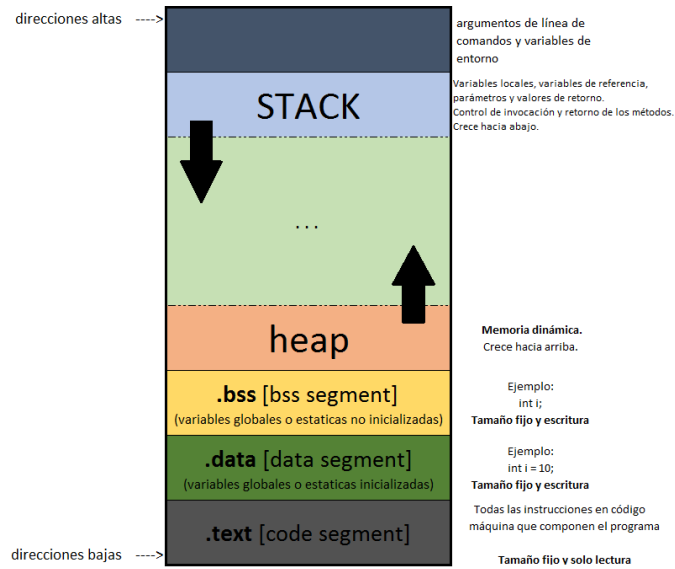 direcciones altas ---->
argumentos de línea de
comandos y variables de
entorno
STACK
Variables locales, variables de referencia,
parámetros y valores de retorno.
Control de invocación y retorno de los métodos.
Crece hacia abajo.
...
heap
Memoria dinámica.
Crece hacia arriba.
.bss [bss segment]
(variables globales o estaticas no inicializadas)
Ejemplo:
int i;
Tamaño fijo y escritura
.data [data segment]
(variables globales o estaticas inicializadas)
Ejemplo:
int i = 10;
Tamaño fijo y escritura
.text [code segment]
Todas las instrucciones en código
máquina que componen el programa
direcciones bajas ---->
Tamaño fijo y solo lectura